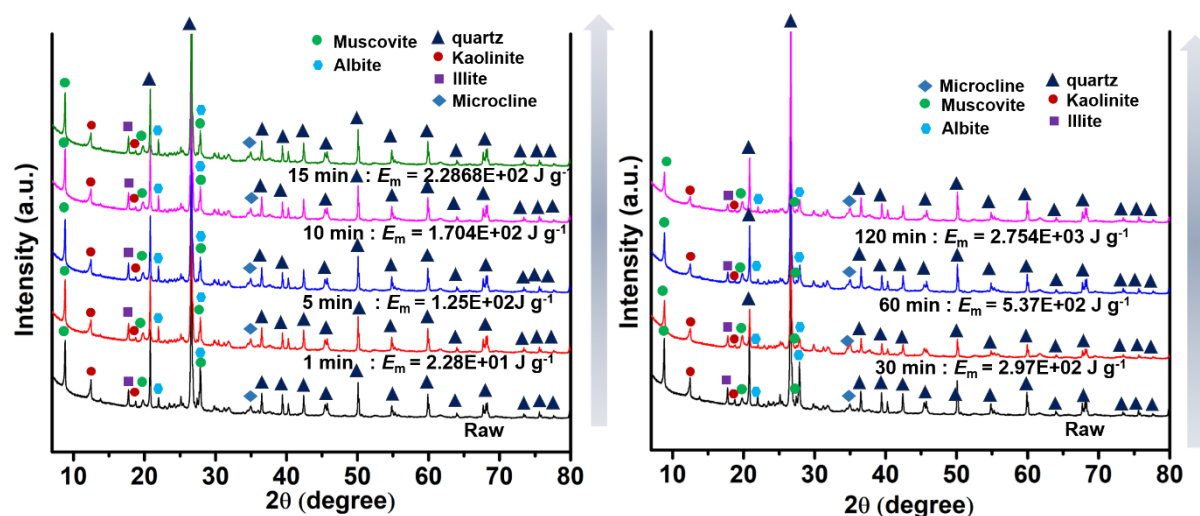 Intensity (a.u.)
Muscovite
Albite
quartz
Kaolinite
Illite
Microcline
15 min : Em = 2.2868E+02 J g-1
10 min : Em = 1.704E+02 J g-1
5 min : Em = 1.25E+02J g-1
1 min : Em = 2.28E+01 J g-1
Raw
10 20 30 40 50 60 70 80
2θ (degree)
Intensity (a.u.)
Microcline
Muscovite
Albite
quartz
Kaolinite
Illite
120 min : Em = 2.754E+03 J g-1
60 min : Em = 5.37E+02 J g-1
30 min : Em = 2.97E+02 J g-1
Raw
10 20 30 40 50 60 70 80
2θ (degree)